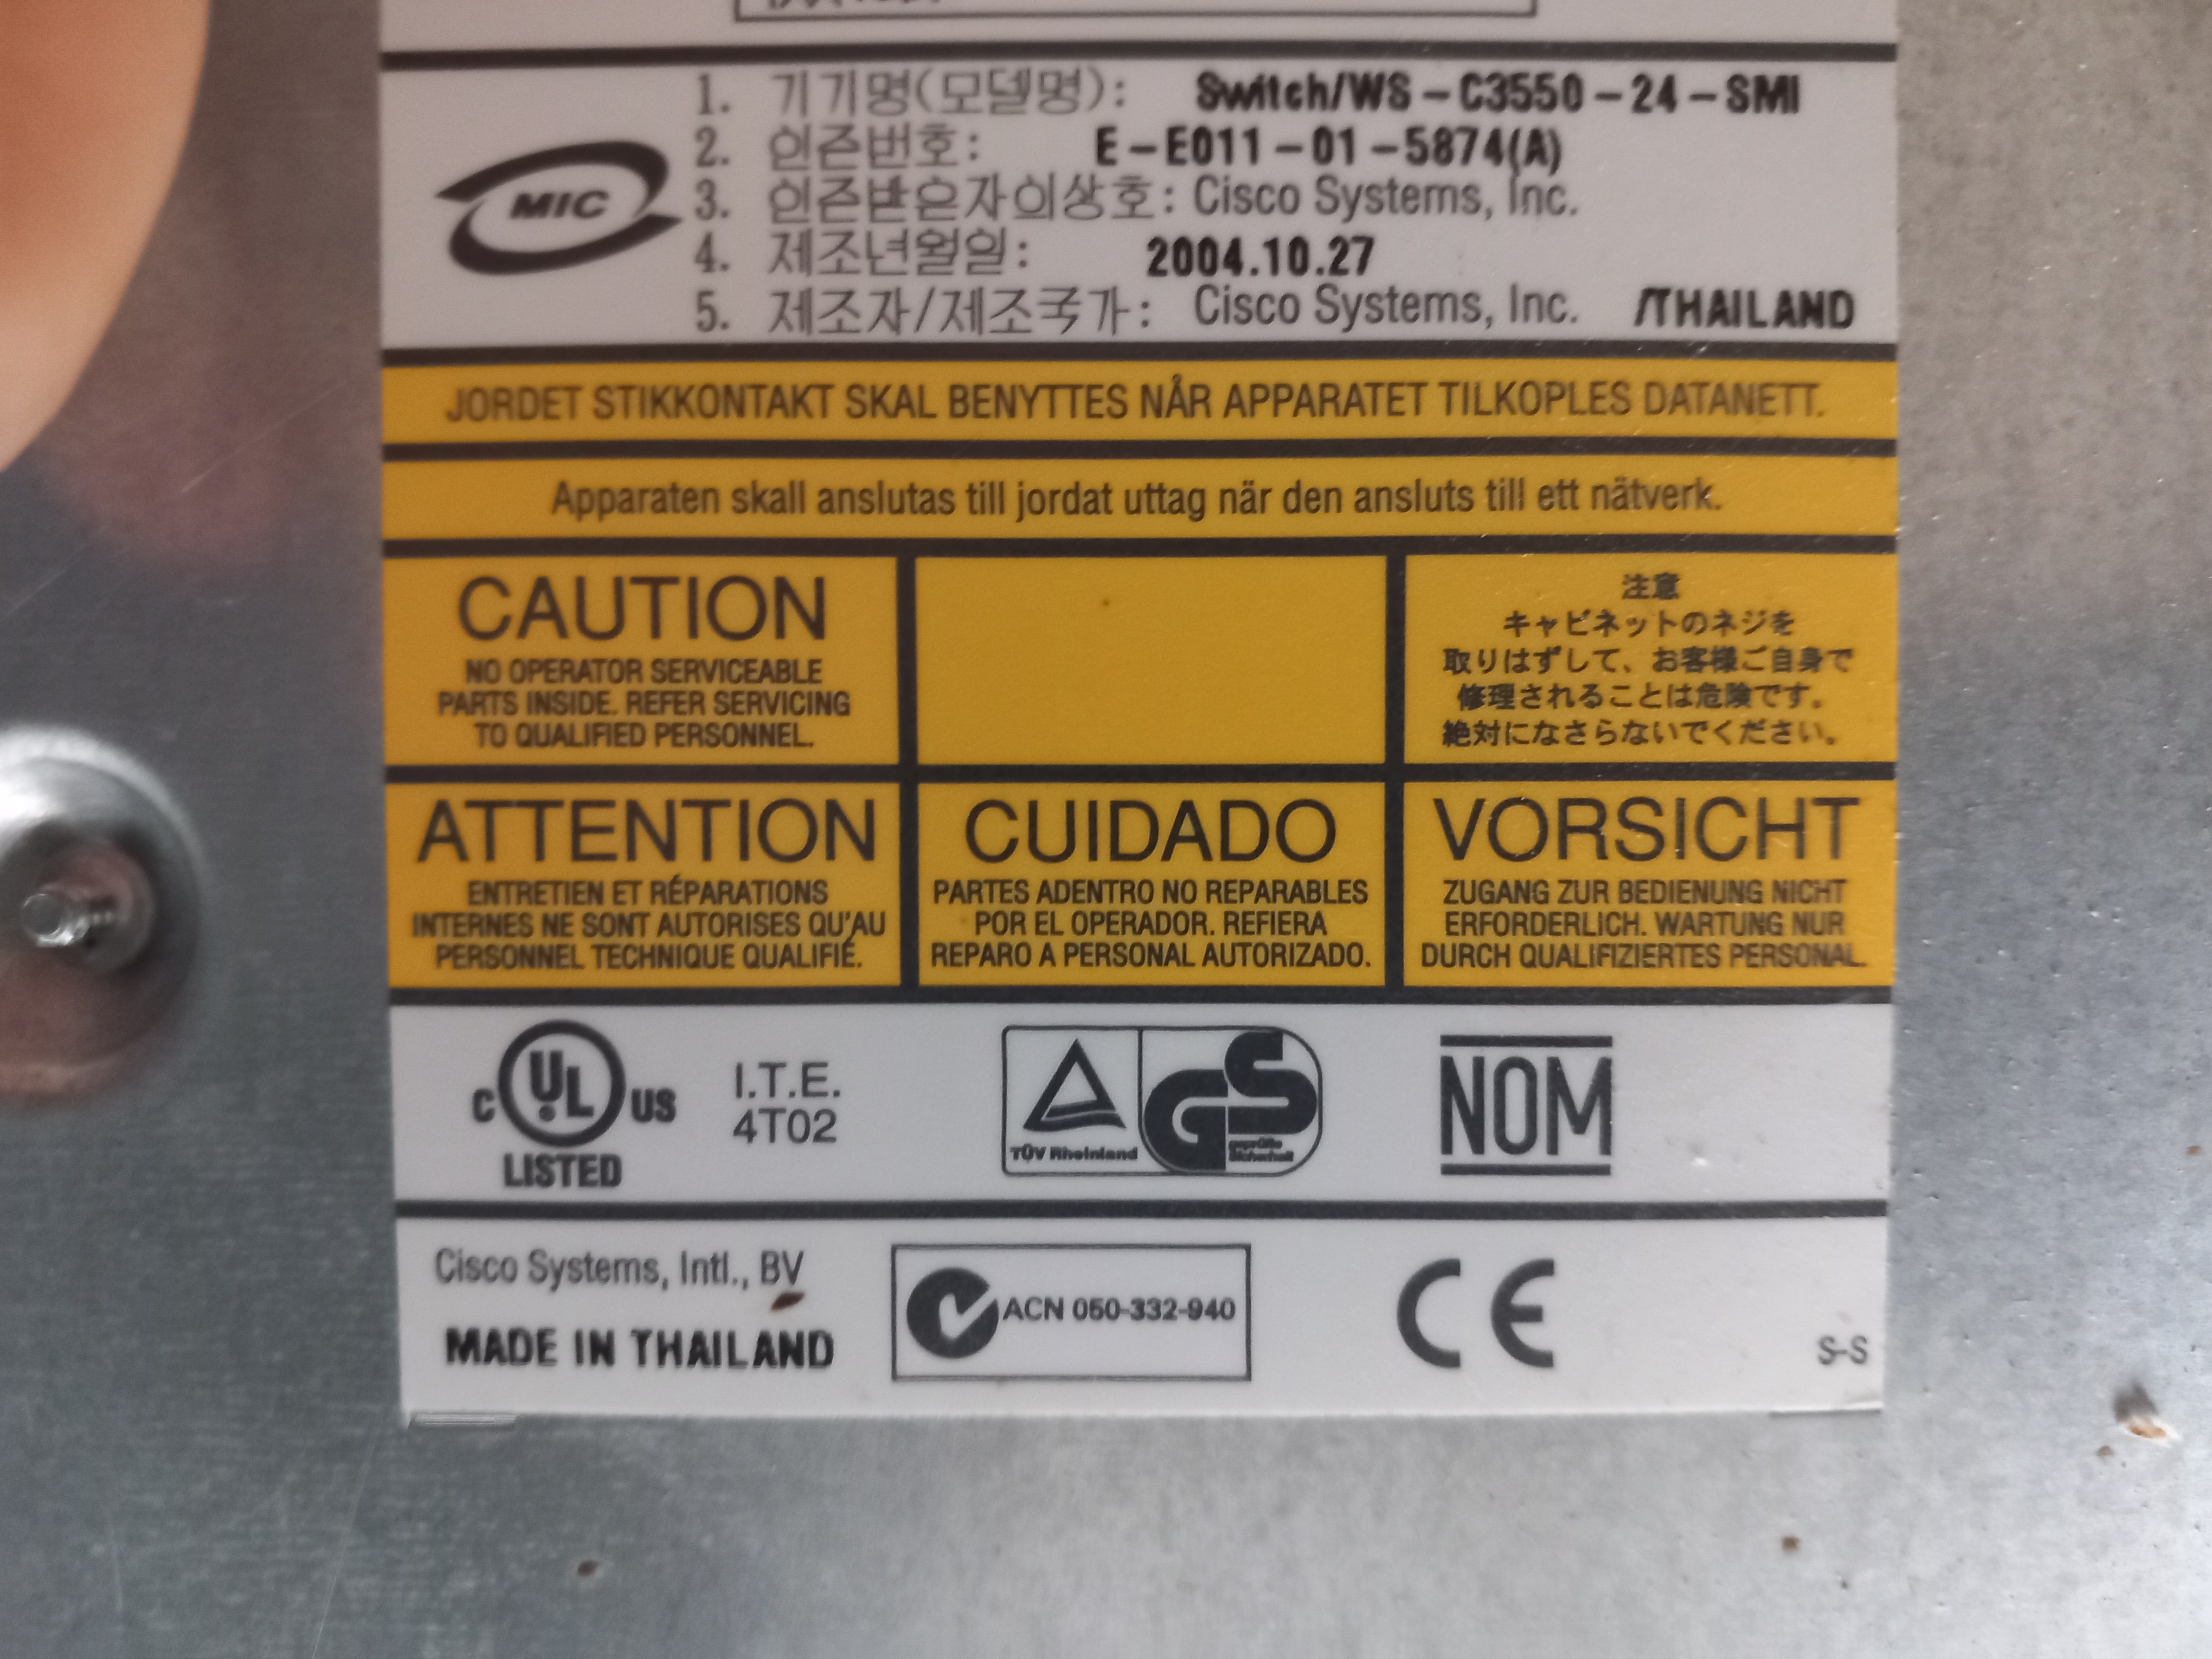 1. 기기명(모델명): Switch/WS-C3550-24-SMI
2. 인증번호: E-E011-01-5874(A)
3. 인증받은자의상호: Cisco Systems, Inc.
4. 제조년월일: 2004.10.27
5. 제조자/제조국가: Cisco Systems, Inc. /THAILAND
MIC
JORDET STIKKONTAKT SKAL BENYTTES NÅR APPARATET TILKOPLES DATANETT.
Apparaten skall anslutas till jordat uttag när den ansluts till ett nätverk.
CAUTION
NO OPERATOR SERVICEABLE
PARTS INSIDE. REFER SERVICING
TO QUALIFIED PERSONNEL.
注意
キャビネットのネジを
取りはずして、お客様ご自身で
修理されることは危険です。
絶対になさらないでください。
ATTENTION
ENTRETIEN ET RÉPARATIONS
INTERNES NE SONT AUTORISES QU'AU
PERSONNEL TECHNIQUE QUALIFIÉ.
CUIDADO
PARTES ADENTRO NO REPARABLES
POR EL OPERADOR. REFIERA
REPARO A PERSONAL AUTORIZADO.
VORSICHT
ZUGANG ZUR BEDIENUNG NICHT
ERFORDERLICH. WARTUNG NUR
DURCH QUALIFIZIERTES PERSONAL.
C UL US
LISTED
I.T.E.
4T02
TÜV Rheinland
GS
geprüfte
Sicherheit
NOM
Cisco Systems, Intl., BV
MADE IN THAILAND
ACN 050-332-940
CE
S-S